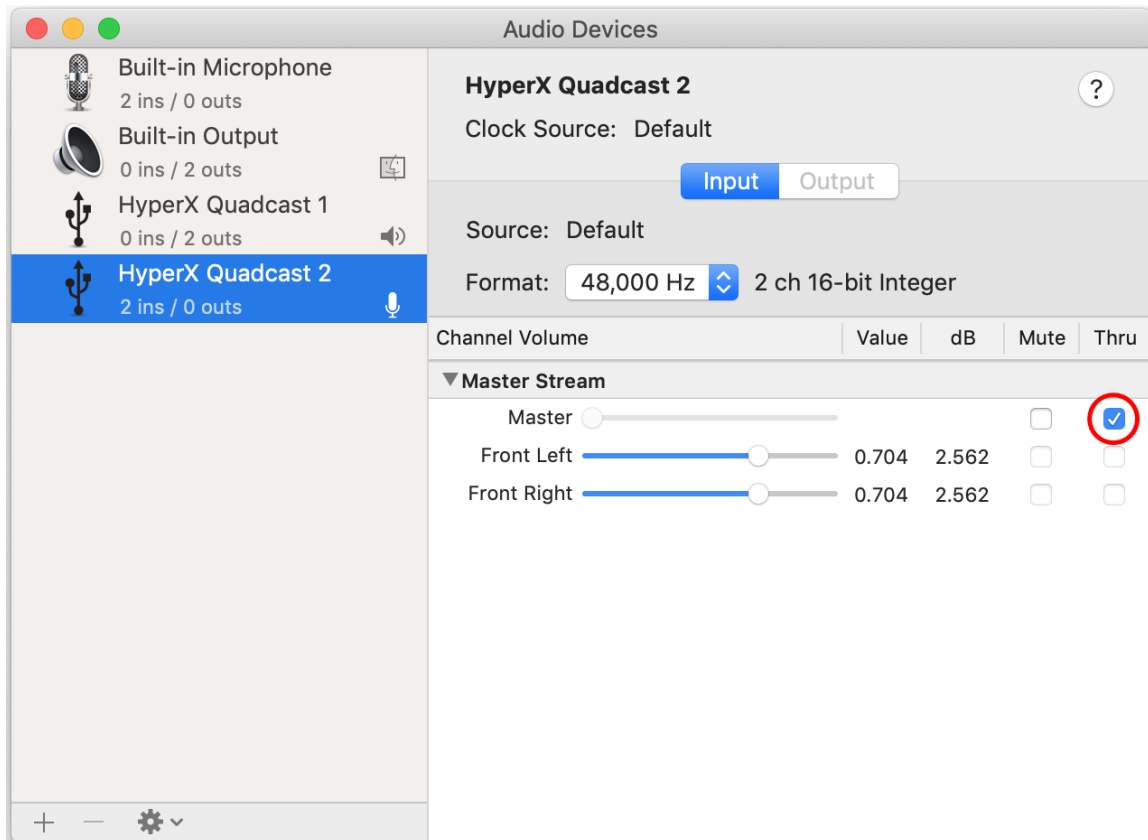 Audio Devices
Built-in Microphone
2 ins / 0 outs
Built-in Output
0 ins / 2 outs
HyperX Quadcast 1
0 ins / 2 outs
HyperX Quadcast 2
2 ins / 0 outs
HyperX Quadcast 2
?
Clock Source: Default
Input Output
Source: Default
Format: 48,000 Hz 2 ch 16-bit Integer
Channel Volume Value dB Mute Thru
Master Stream
Master
Front Left 0.704 2.562
Front Right 0.704 2.562